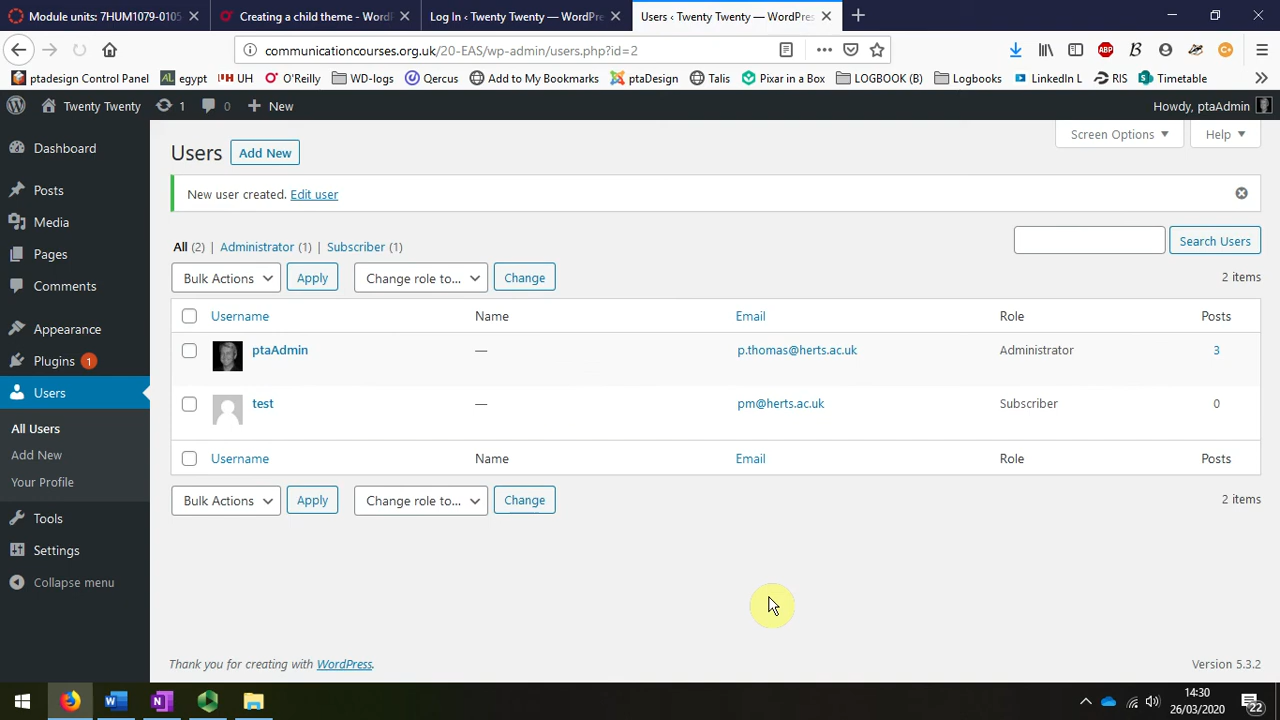 Module units: 7HUM1079-0105
Creating a child theme - WordP
Log In ‹ Twenty Twenty — WordPre
Users ‹ Twenty Twenty — WordPres
communicationcourses.org.uk/20-EAS/wp-admin/users.php?id=2
ptadesign Control Panel
egypt
UH
O'Reilly
WD-logs
Qercus
Add to My Bookmarks
ptaDesign
Talis
Pixar in a Box
LOGBOOK (B)
Logbooks
LinkedIn L
RIS
Timetable
Twenty Twenty
1
0
New
Howdy, ptaAdmin
Dashboard
Posts
Media
Pages
Comments
Appearance
Plugins 1
Users
All Users
Add New
Your Profile
Tools
Settings
Collapse menu
Screen Options
Help
Users Add New
New user created. Edit user
All (2) | Administrator (1) | Subscriber (1)
Search Users
Bulk Actions Apply Change role to... Change 2 items
Username Name Email Role Posts
ptaAdmin — p.thomas@herts.ac.uk Administrator 3
test — pm@herts.ac.uk Subscriber 0
Username Name Email Role Posts
Bulk Actions Apply Change role to... Change 2 items
Thank you for creating with WordPress.
Version 5.3.2
14:30
26/03/2020
22